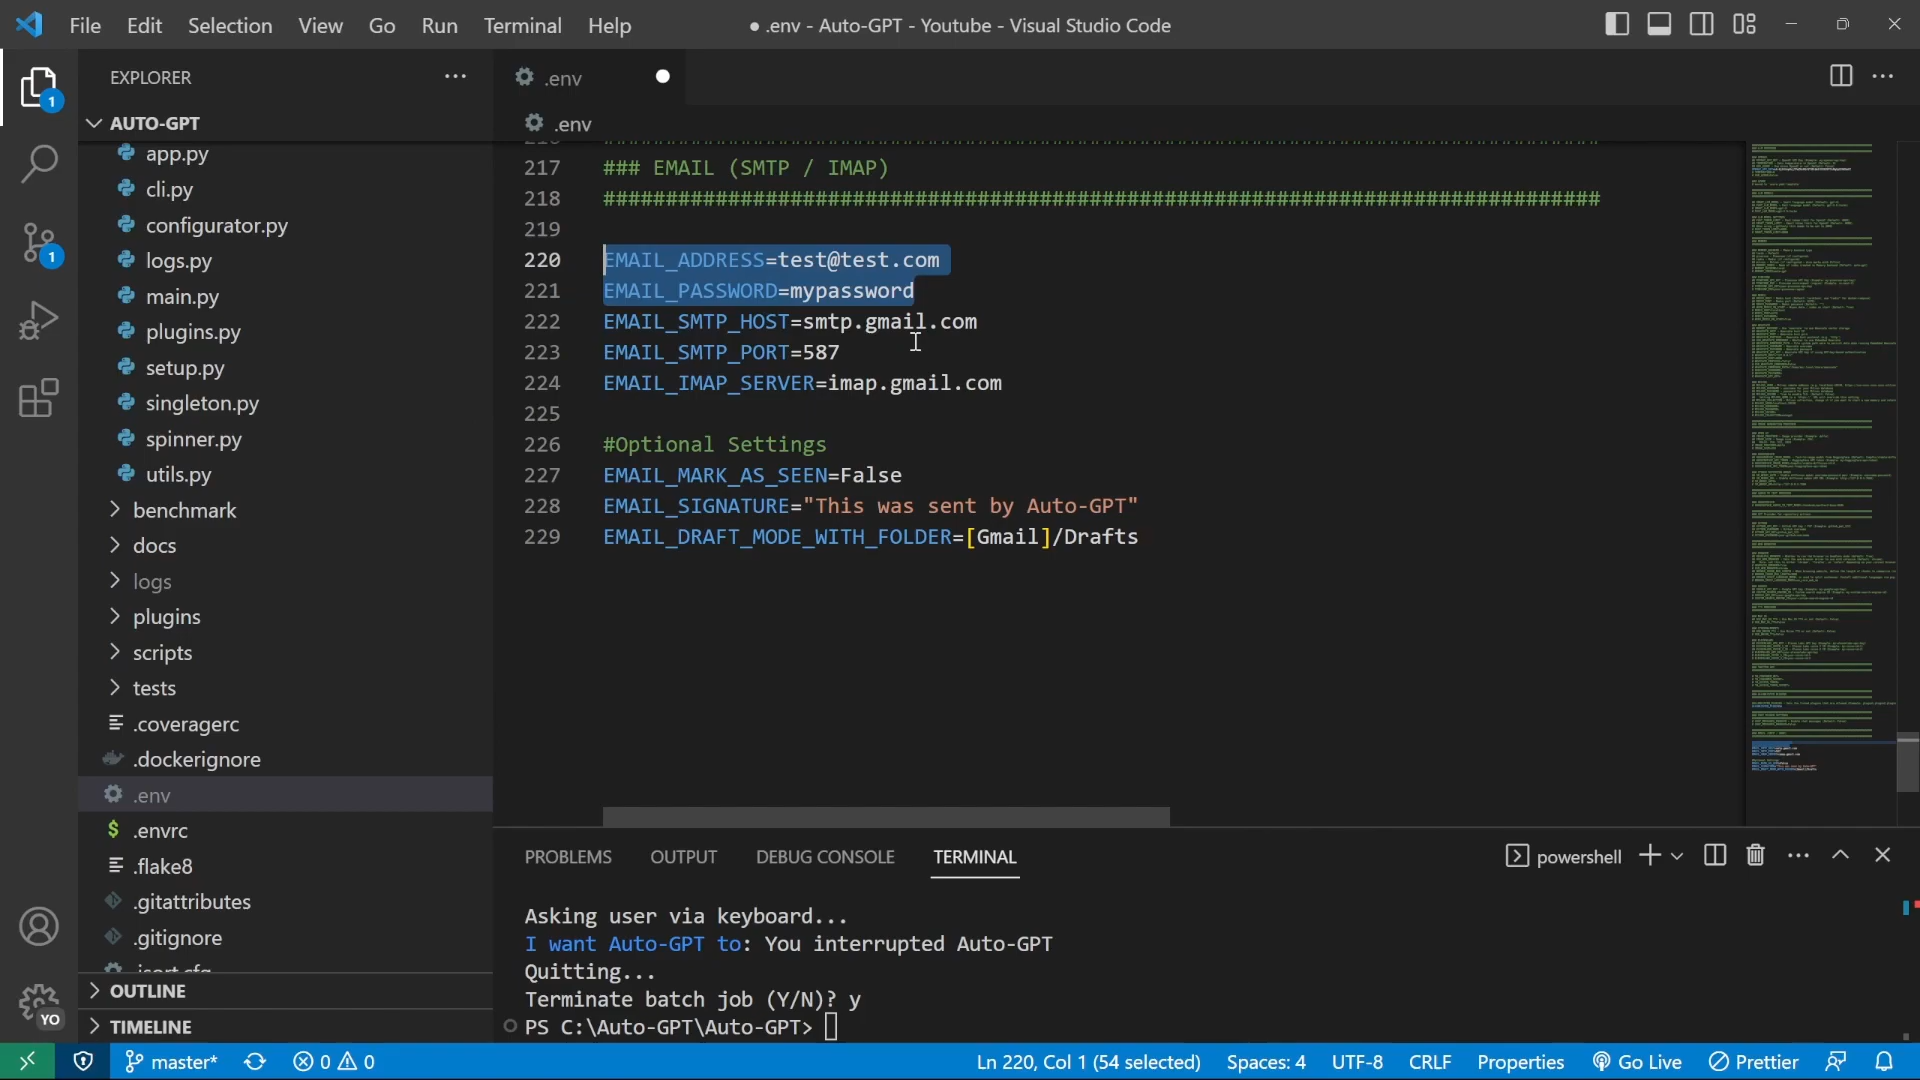 File Edit Selection View Go Run Terminal Help
● .env - Auto-GPT - Youtube - Visual Studio Code
EXPLORER
AUTO-GPT
app.py
cli.py
configurator.py
logs.py
main.py
plugins.py
setup.py
singleton.py
spinner.py
utils.py
benchmark
docs
logs
plugins
scripts
tests
.coveragerc
.dockerignore
.env
.envrc
.flake8
.gitattributes
.gitignore
.isort.cfg
OUTLINE
TIMELINE
1
1
YO
.env
.env
217 ### EMAIL (SMTP / IMAP)
218 ################################################################################
219
220 EMAIL_ADDRESS=test@test.com
221 EMAIL_PASSWORD=mypassword
222 EMAIL_SMTP_HOST=smtp.gmail.com
223 EMAIL_SMTP_PORT=587
224 EMAIL_IMAP_SERVER=imap.gmail.com
225
226 #Optional Settings
227 EMAIL_MARK_AS_SEEN=False
228 EMAIL_SIGNATURE="This was sent by Auto-GPT"
229 EMAIL_DRAFT_MODE_WITH_FOLDER=[Gmail]/Drafts
PROBLEMS OUTPUT DEBUG CONSOLE TERMINAL
powershell
Asking user via keyboard...
I want Auto-GPT to: You interrupted Auto-GPT
Quitting...
Terminate batch job (Y/N)? y
PS C:\Auto-GPT\Auto-GPT>
master* 0 0 Ln 220, Col 1 (54 selected) Spaces: 4 UTF-8 CRLF Properties Go Live Prettier